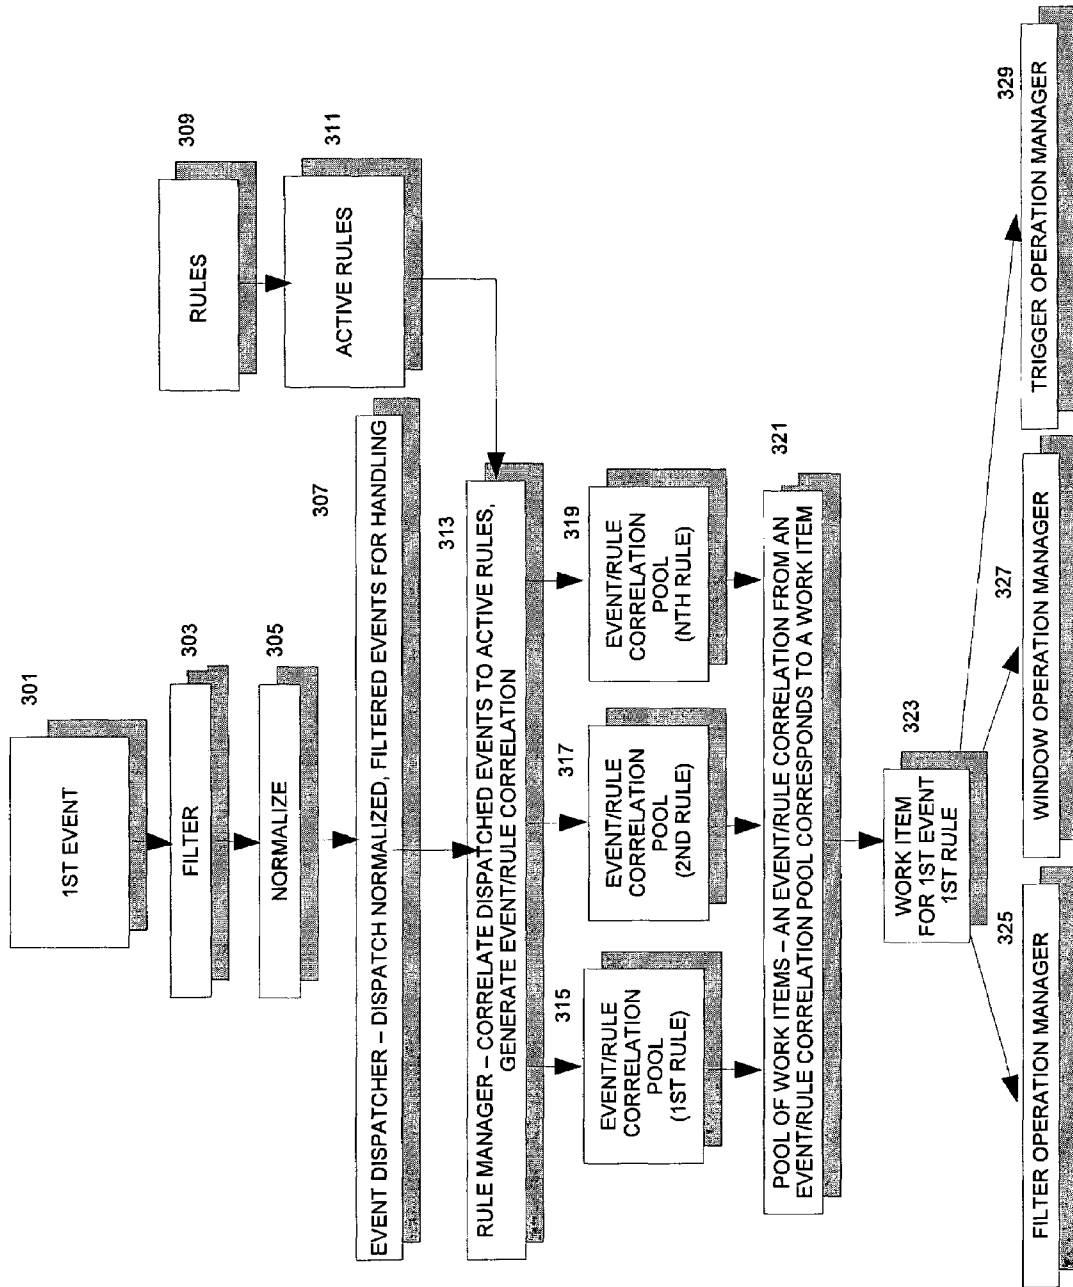 301
1ST EVENT
303
FILTER
305
NORMALIZE
307
EVENT DISPATCHER – DISPATCH NORMALIZED, FILTERED EVENTS FOR HANDLING
309
RULES
311
ACTIVE RULES
313
RULE MANAGER – CORRELATE DISPATCHED EVENTS TO ACTIVE RULES,
GENERATE EVENT/RULE CORRELATION
315
EVENT/RULE
CORRELATION
POOL
(1ST RULE)
317
EVENT/RULE
CORRELATION
POOL
(2ND RULE)
319
EVENT/RULE
CORRELATION
POOL
(NTH RULE)
321
POOL OF WORK ITEMS – AN EVENT/RULE CORRELATION FROM AN
EVENT/RULE CORRELATION POOL CORRESPONDS TO A WORK ITEM
323
WORK ITEM
FOR 1ST EVENT
1ST RULE
325
FILTER OPERATION MANAGER
327
WINDOW OPERATION MANAGER
329
TRIGGER OPERATION MANAGER